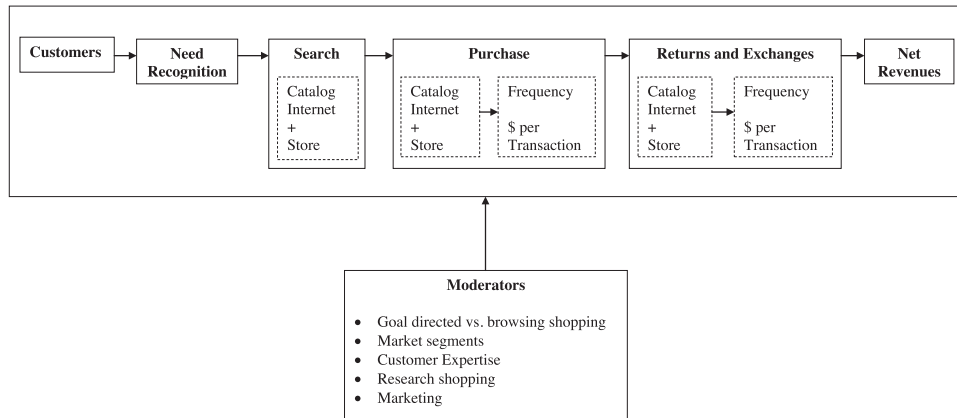 Customers
Need
Recognition
Search
Catalog
Internet
+
Store
Purchase
Catalog
Internet
+
Store
Frequency
$ per
Transaction
Returns and Exchanges
Catalog
Internet
+
Store
Frequency
$ per
Transaction
Net
Revenues
Moderators
• Goal directed vs. browsing shopping
• Market segments
• Customer Expertise
• Research shopping
• Marketing